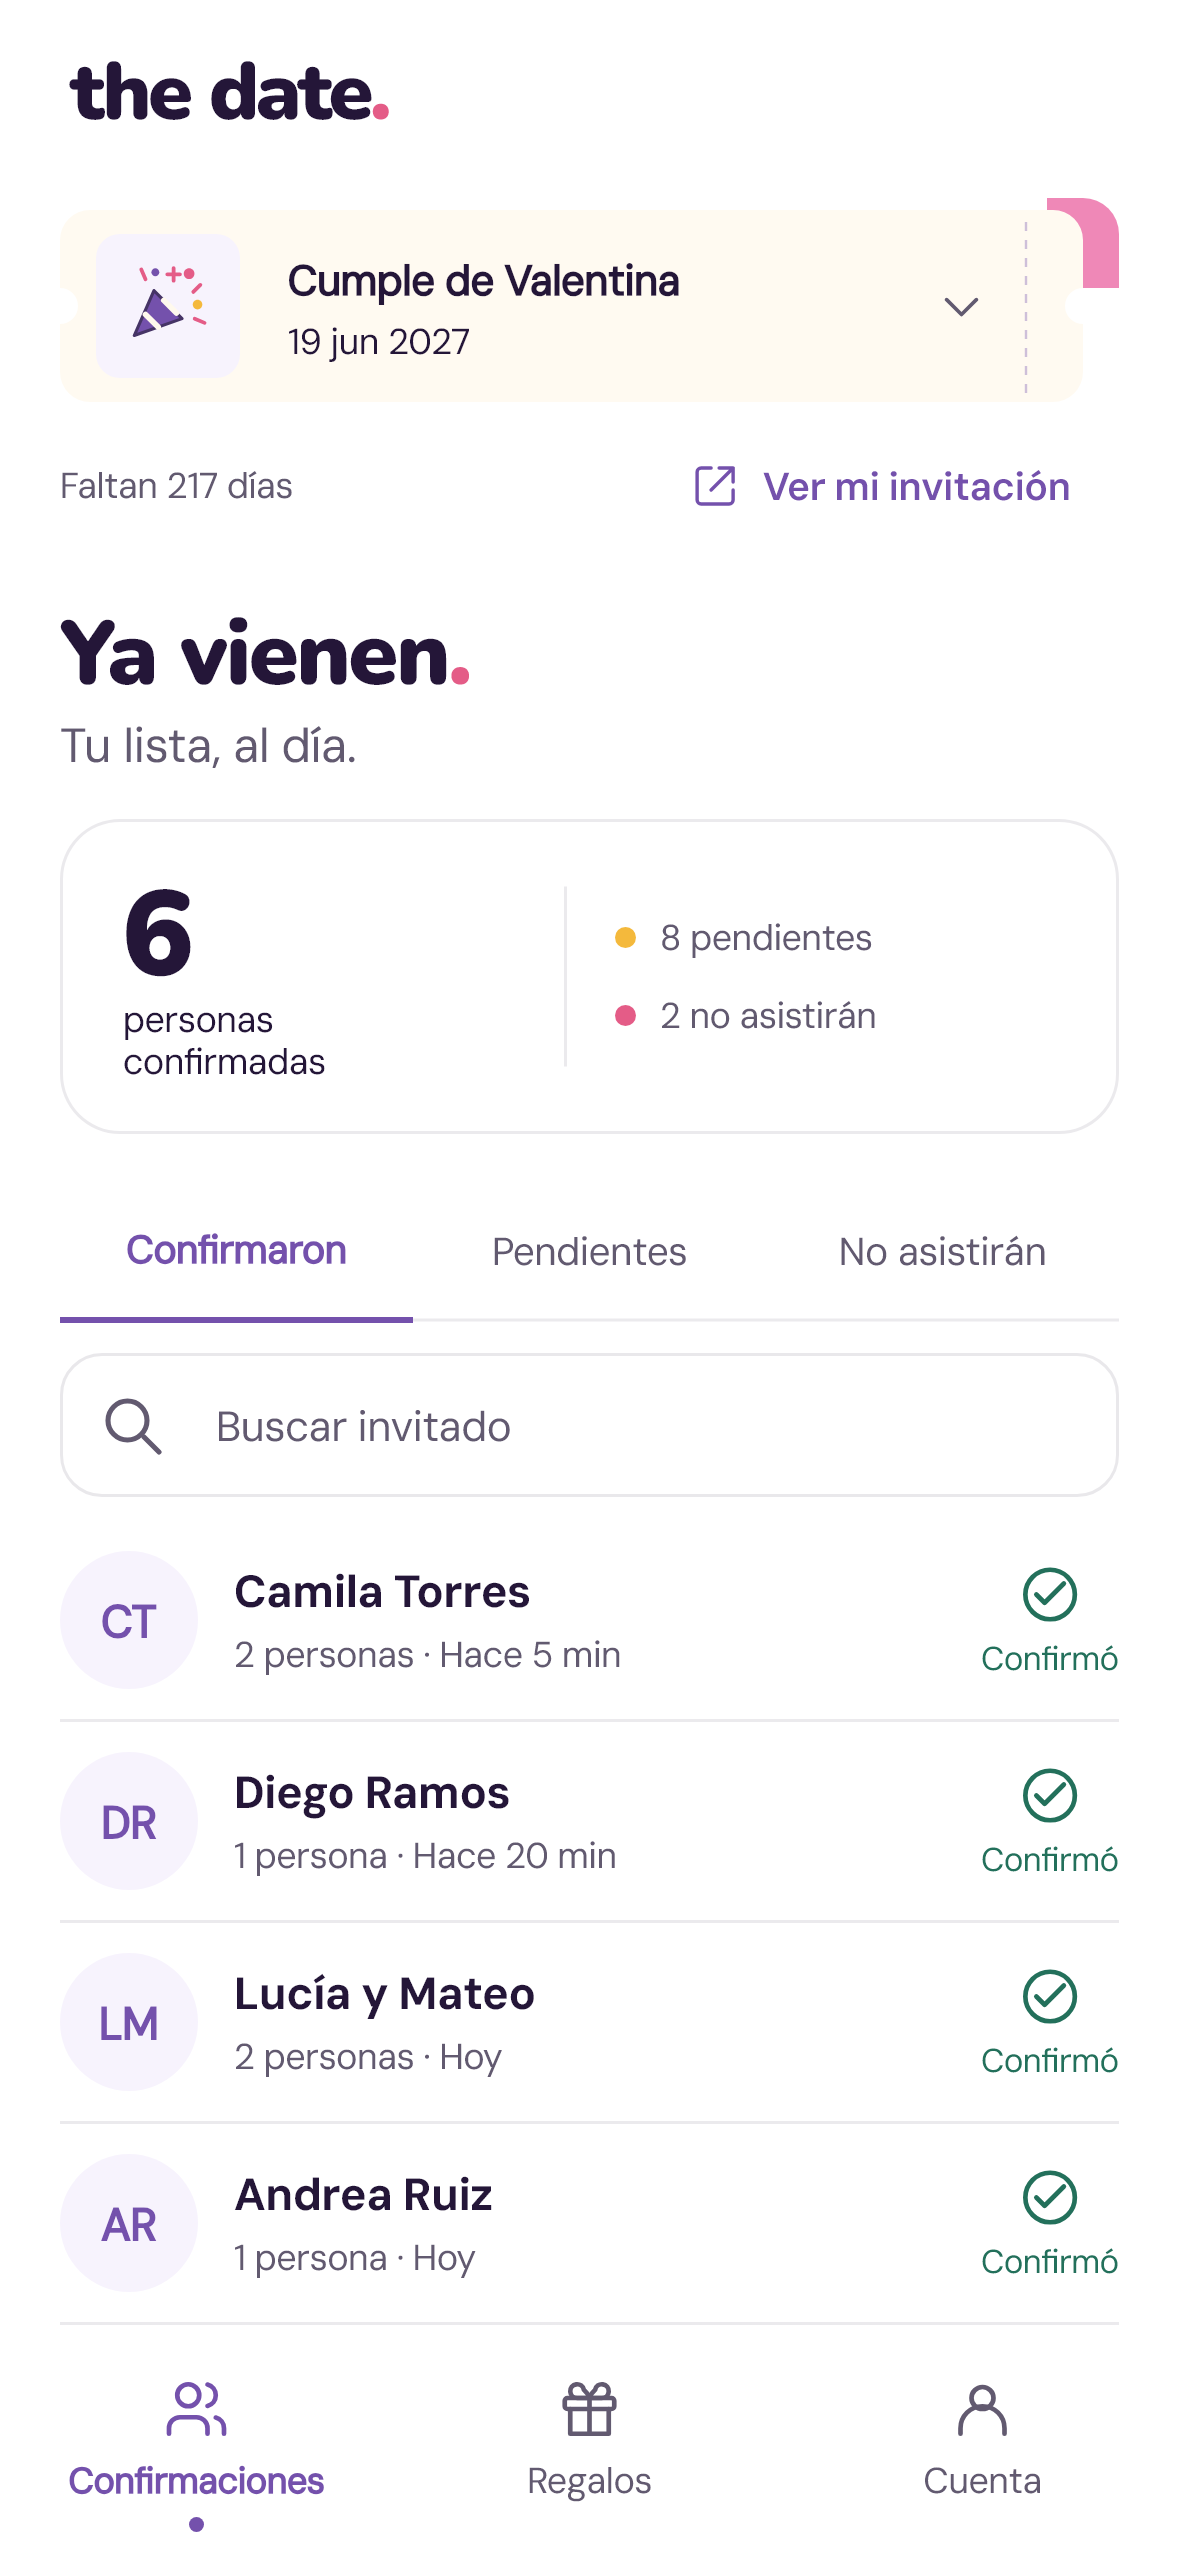 the date.
Cumple de Valentina
19 jun 2027
Faltan 217 días
Ver mi invitación
Ya vienen.
Tu lista, al día.
6
personas
confirmadas
8 pendientes
2 no asistirán
Confirmaron
Pendientes
No asistirán
Buscar invitado
CT
Camila Torres
2 personas · Hace 5 min
Confirmó
DR
Diego Ramos
1 persona · Hace 20 min
Confirmó
LM
Lucía y Mateo
2 personas · Hoy
Confirmó
AR
Andrea Ruiz
1 persona · Hoy
Confirmó
Confirmaciones
Regalos
Cuenta